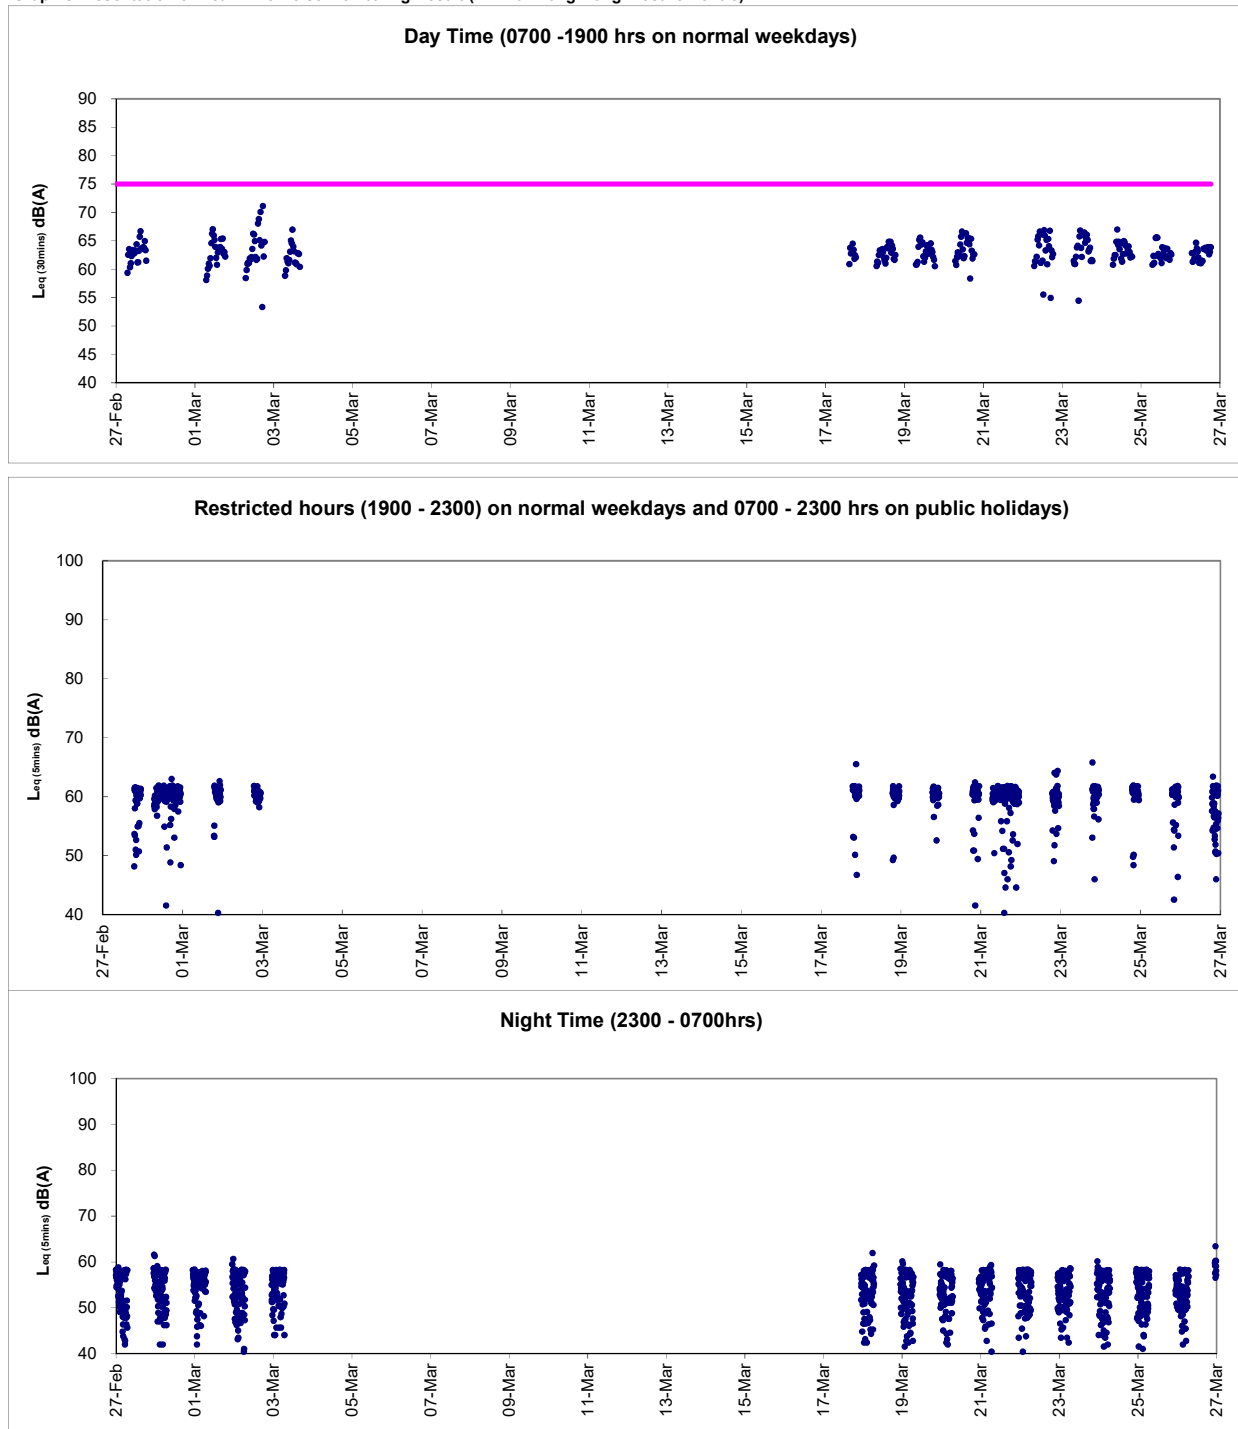 Day Time (0700 -1900 hrs on normal weekdays)
90
85
80
75
70
65
60
55
50
45
40
Leq (30mins) dB(A)
27-Feb 01-Mar 03-Mar 05-Mar 07-Mar 09-Mar 11-Mar 13-Mar 15-Mar 17-Mar 19-Mar 21-Mar 23-Mar 25-Mar 27-Mar
Restricted hours (1900 - 2300) on normal weekdays and 0700 - 2300 hrs on public holidays)
100
90
80
70
60
50
40
Leq (5mins) dB(A)
27-Feb 01-Mar 03-Mar 05-Mar 07-Mar 09-Mar 11-Mar 13-Mar 15-Mar 17-Mar 19-Mar 21-Mar 23-Mar 25-Mar 27-Mar
Night Time (2300 - 0700hrs)
100
90
80
70
60
50
40
Leq (5mins) dB(A)
27-Feb 01-Mar 03-Mar 05-Mar 07-Mar 09-Mar 11-Mar 13-Mar 15-Mar 17-Mar 19-Mar 21-Mar 23-Mar 25-Mar 27-Mar